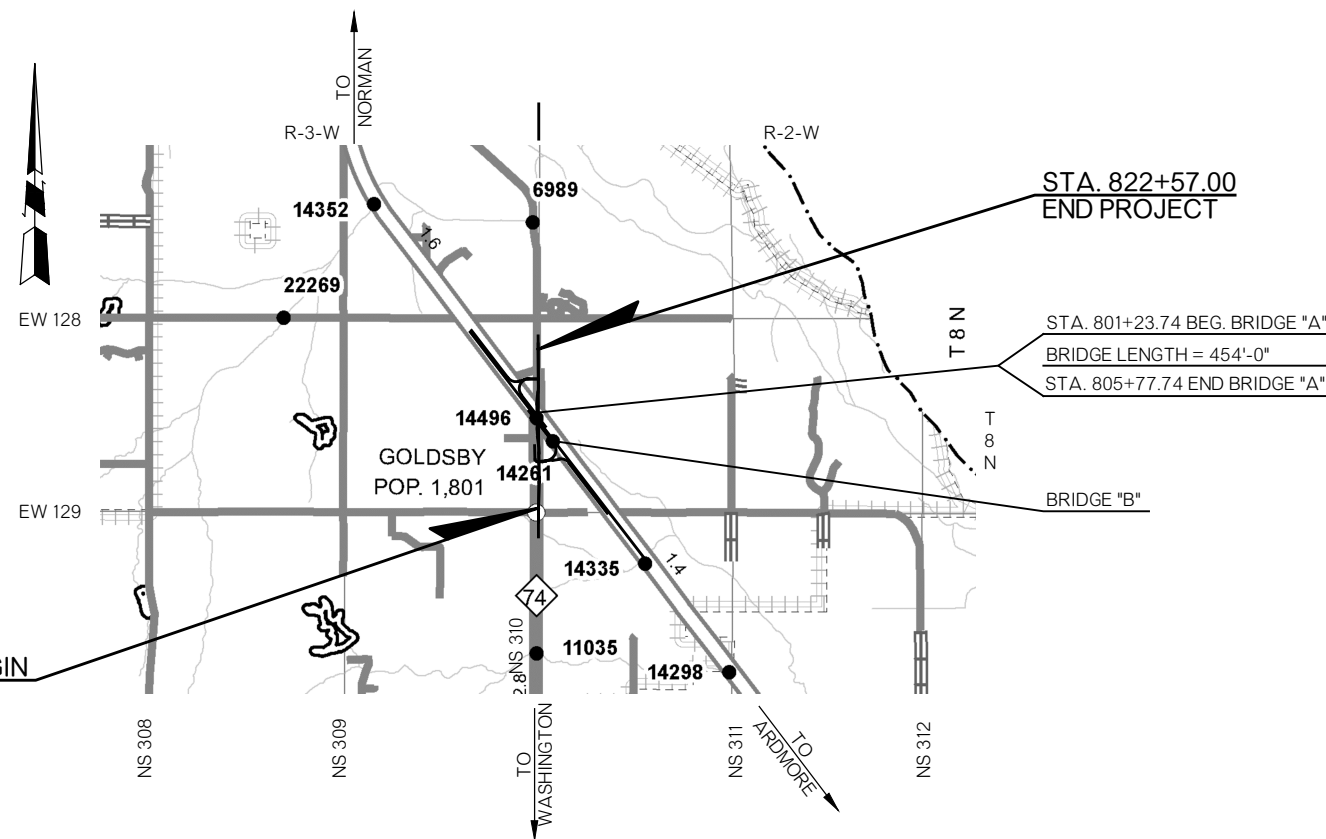 TO
NORMAN
R-3-W
R-2-W
6989
STA. 822+57.00
END PROJECT
14352
1.6
22269
EW 128
T 8 N
STA. 801+23.74 BEG. BRIDGE "A"
BRIDGE LENGTH = 454'-0"
STA. 805+77.74 END BRIDGE "A"
14496
T
8
N
GOLDSBY
POP. 1,801
14261
BRIDGE "B"
EW 129
14335
1.4
74
NS 310
11035
14298
2.8
NS 308
NS 309
TO
WASHINGTON
NS 311
TO
ARDMORE
NS 312